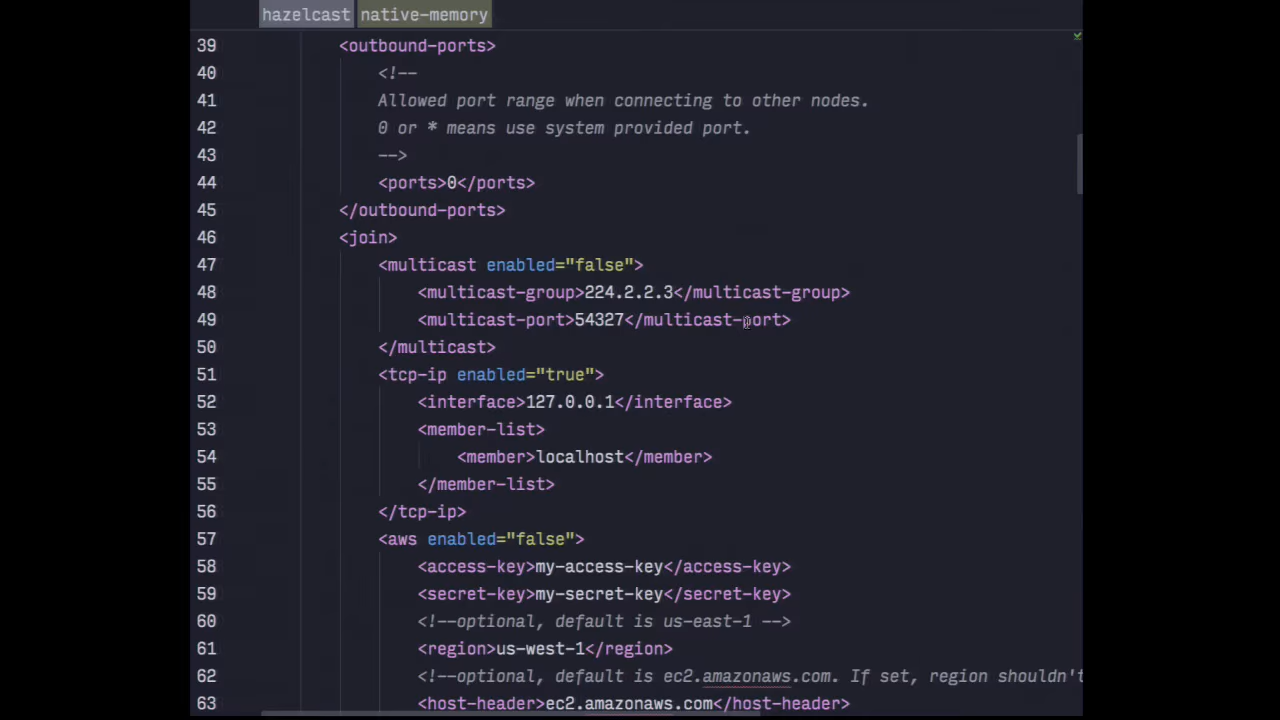 hazelcast native-memory
39 <outbound-ports>
40 <!--
41 Allowed port range when connecting to other nodes.
42 0 or * means use system provided port.
43 -->
44 <ports>0</ports>
45 </outbound-ports>
46 <join>
47 <multicast enabled="false">
48 <multicast-group>224.2.2.3</multicast-group>
49 <multicast-port>54327</multicast-port>
50 </multicast>
51 <tcp-ip enabled="true">
52 <interface>127.0.0.1</interface>
53 <member-list>
54 <member>localhost</member>
55 </member-list>
56 </tcp-ip>
57 <aws enabled="false">
58 <access-key>my-access-key</access-key>
59 <secret-key>my-secret-key</secret-key>
60 <!--optional, default is us-east-1 -->
61 <region>us-west-1</region>
62 <!--optional, default is ec2.amazonaws.com. If set, region shouldn't
63 <host-header>ec2.amazonaws.com</host-header>